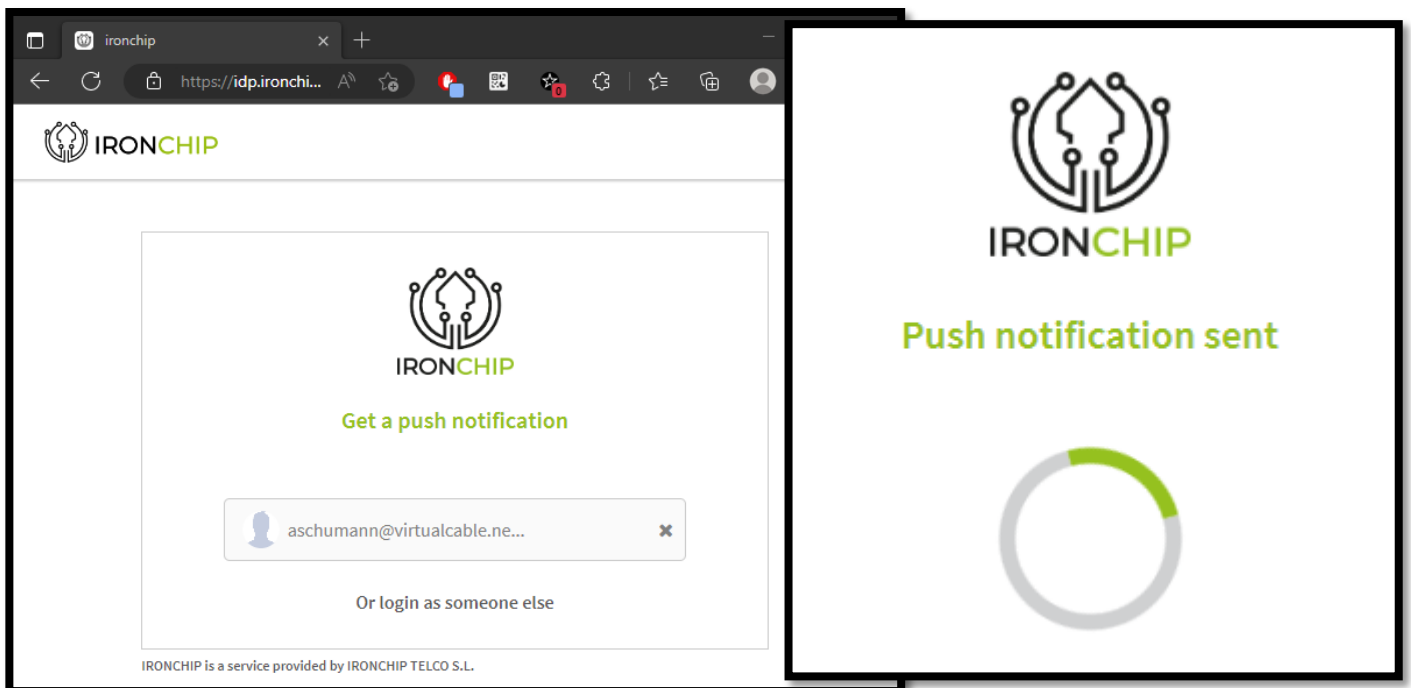 ironchip
https://idp.ironchi...
0
IRONCHIP
IRONCHIP
Get a push notification
aschumann@virtualcable.ne...
Or login as someone else
IRONCHIP is a service provided by IRONCHIP TELCO S.L.
IRONCHIP
Push notification sent